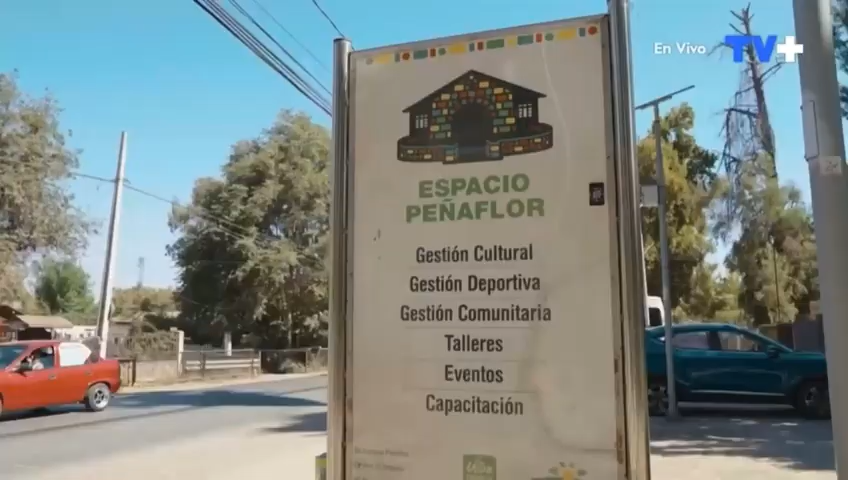 En Vivo TV+
ESPACIO
PEÑAFLOR
Gestión Cultural
Gestión Deportiva
Gestión Comunitaria
Talleres
Eventos
Capacitación